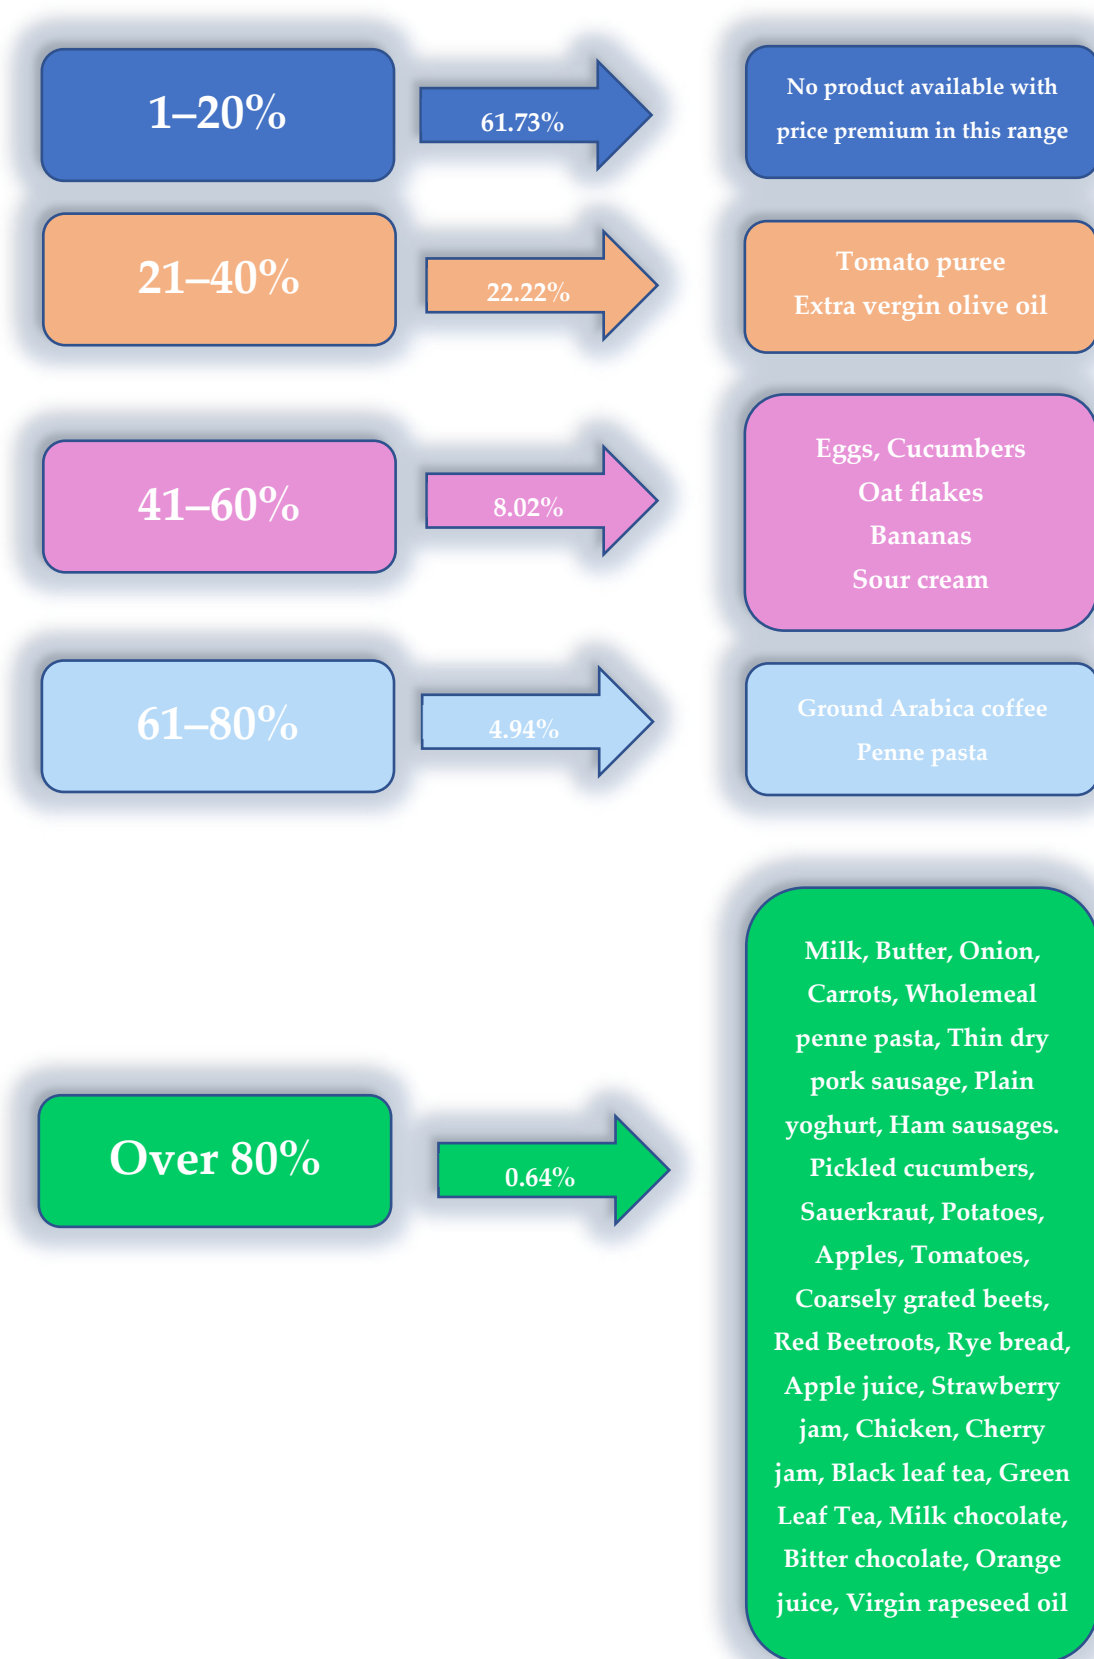 1–20%
61.73%
No product available with
price premium in this range
21–40%
22.22%
Tomato puree
Extra vergin olive oil
41–60%
8.02%
Eggs, Cucumbers
Oat flakes
Bananas
Sour cream
61–80%
4.94%
Ground Arabica coffee
Penne pasta
Over 80%
0.64%
Milk, Butter, Onion,
Carrots, Wholemeal
penne pasta, Thin dry
pork sausage, Plain
yoghurt, Ham sausages.
Pickled cucumbers,
Sauerkraut, Potatoes,
Apples, Tomatoes,
Coarsely grated beets,
Red Beetroots, Rye bread,
Apple juice, Strawberry
jam, Chicken, Cherry
jam, Black leaf tea, Green
Leaf Tea, Milk chocolate,
Bitter chocolate, Orange
juice, Virgin rapeseed oil